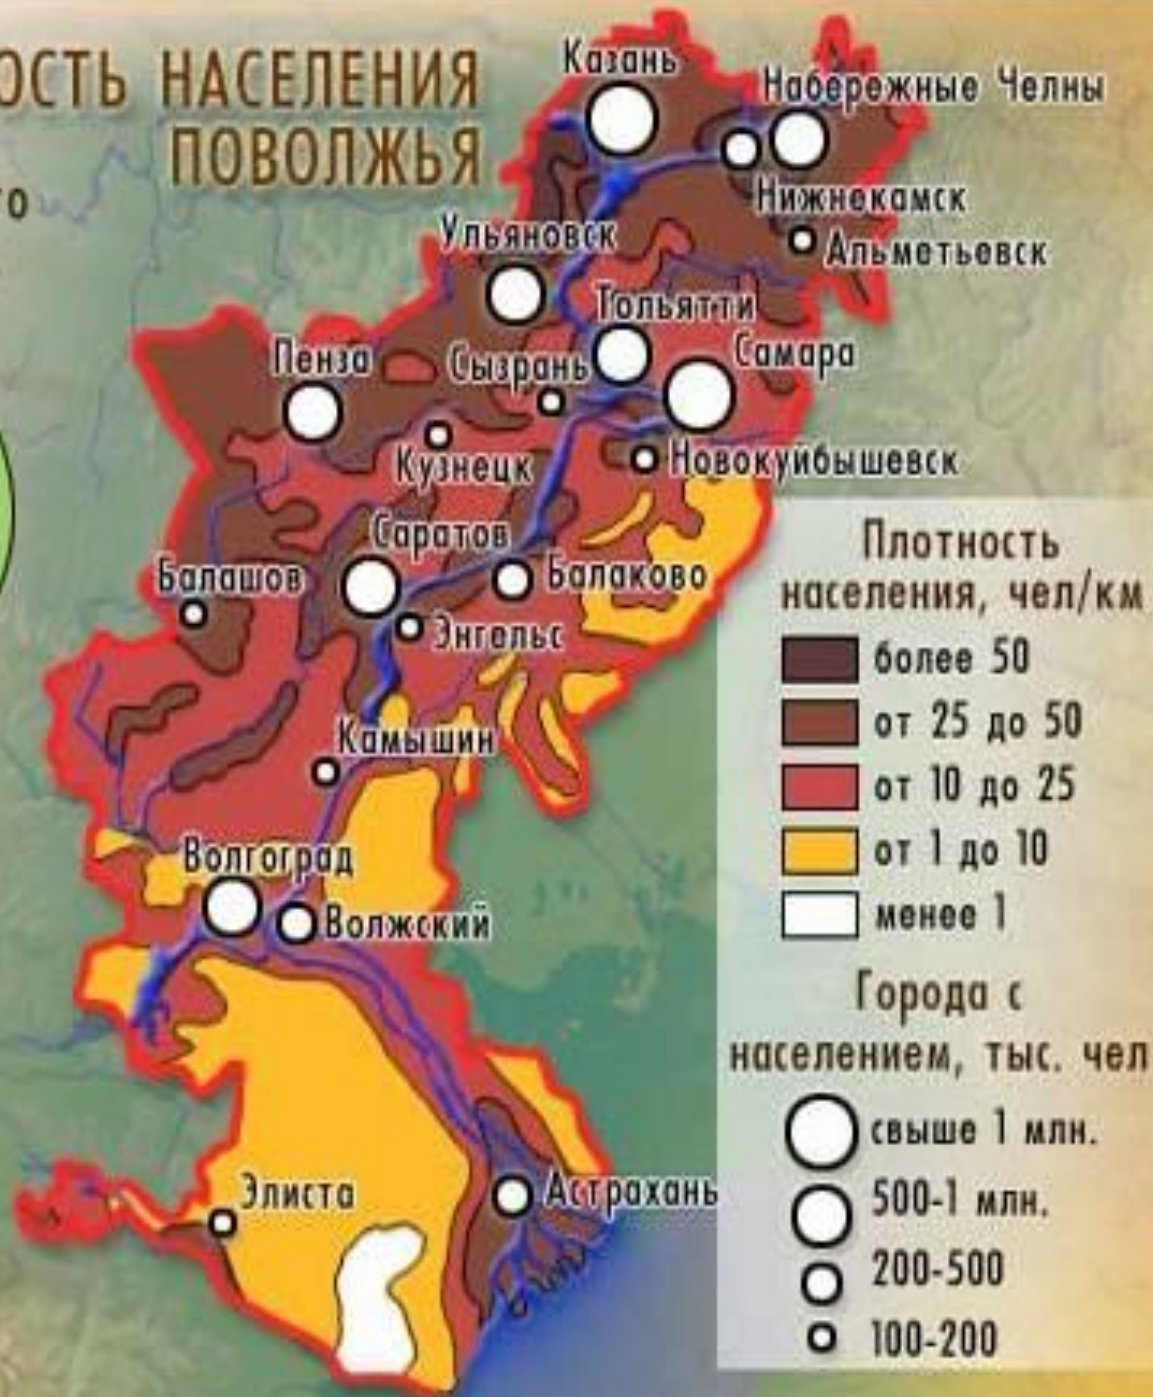 ОСТЬ НАСЕЛЕНИЯ
ПОВОЛЖЬЯ
го
Казань
Набережные Челны
Нижнекамск
Альметьевск
Ульяновск
Тольятти
Самара
Пенза
Сызрань
Кузнецк
Новокуйбышевск
Саратов
Балашов
Балаково
Энгельс
Камышин
Волгоград
Волжский
Элиста
Астрахань
Плотность
населения, чел/км
более 50
от 25 до 50
от 10 до 25
от 1 до 10
менее 1
Города с
населением, тыс. чел
свыше 1 млн.
500-1 млн.
200-500
100-200